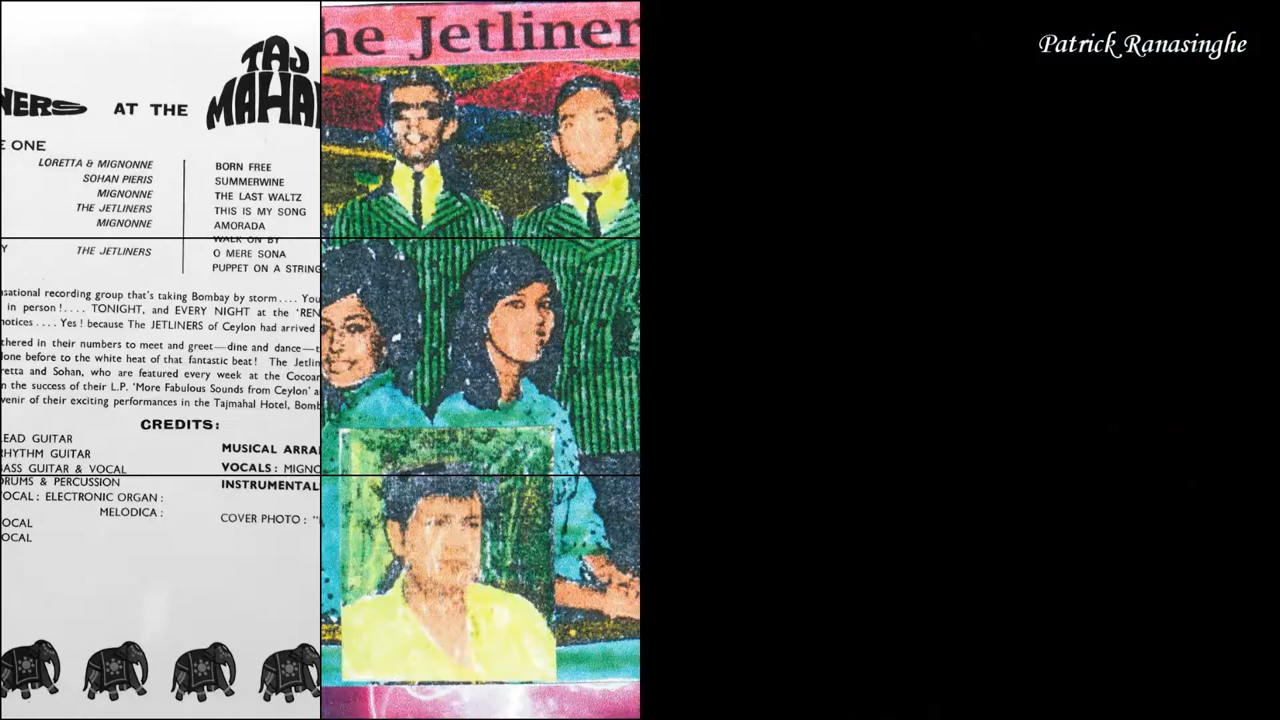 NERS AT THE TAJ MAHA
E ONE
LORETTA & MIGNONNE BORN FREE
SOHAN PIERIS SUMMERWINE
MIGNONNE THE LAST WALTZ
THE JETLINERS THIS IS MY SONG
MIGNONNE AMORADA
WALK ON BY
Y THE JETLINERS O MERE SONA
PUPPET ON A STRING
nsational recording group that's taking Bombay by storm.... You
in person!.... TONIGHT, and EVERY NIGHT at the 'REN
notices.... Yes! because The JETLINERS of Ceylon had arrived
thered in their numbers to meet and greet—dine and dance—t
lone before to the white heat of that fantastic beat! The Jetlin
retta and Sohan, who are featured every week at the Cocoan
n the success of their L.P. 'More Fabulous Sounds from Ceylon' a
venir of their exciting performances in the Tajmahal Hotel, Bomb
CREDITS:
LEAD GUITAR
RHYTHM GUITAR
BASS GUITAR & VOCAL
DRUMS & PERCUSSION
VOCAL: ELECTRONIC ORGAN:
MELODICA:
OCAL
OCAL
MUSICAL ARRA
VOCALS: MIGNO
INSTRUMENTAL
COVER PHOTO: "
he Jetliner
Patrick Ranasinghe